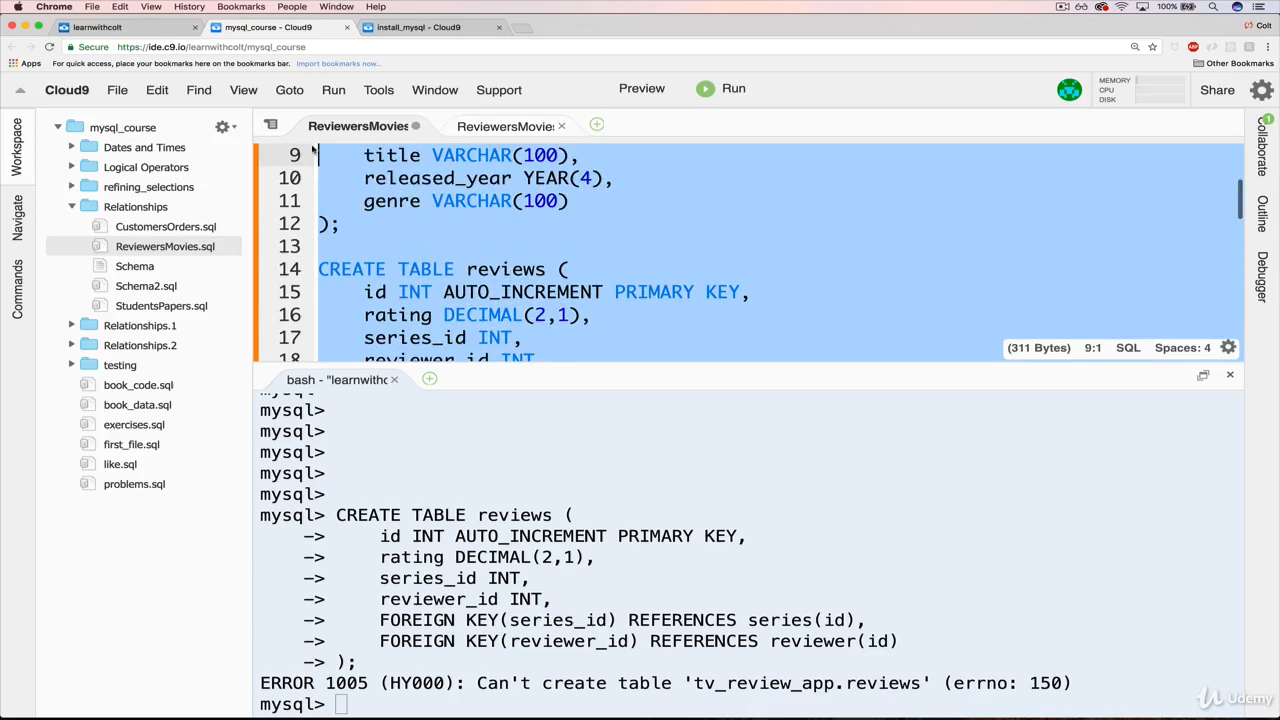 Chrome File Edit View History Bookmarks People Window Help 100%
learnwithcolt × mysql_course - Cloud9 × install_mysql - Cloud9 × Colt
Secure https://ide.c9.io/learnwithcolt/mysql_course
Apps For quick access, place your bookmarks here on the bookmarks bar. Import bookmarks now... Other Bookmarks
Cloud9 File Edit Find View Goto Run Tools Window Support Preview Run MEMORY CPU DISK Share
Workspace
Navigate
Commands
mysql_course
Dates and Times
Logical Operators
refining_selections
Relationships
CustomersOrders.sql
ReviewersMovies.sql
Schema
Schema2.sql
StudentsPapers.sql
Relationships.1
Relationships.2
testing
book_code.sql
book_data.sql
exercises.sql
first_file.sql
like.sql
problems.sql
ReviewersMovies ReviewersMovies ×
9 title VARCHAR(100),
10 released_year YEAR(4),
11 genre VARCHAR(100)
12 );
13
14 CREATE TABLE reviews (
15 id INT AUTO_INCREMENT PRIMARY KEY,
16 rating DECIMAL(2,1),
17 series_id INT,
18 reviewer_id INT,
(311 Bytes) 9:1 SQL Spaces: 4
bash - "learnwithc ×
mysql>
mysql>
mysql>
mysql>
mysql>
mysql>
mysql> CREATE TABLE reviews (
-> id INT AUTO_INCREMENT PRIMARY KEY,
-> rating DECIMAL(2,1),
-> series_id INT,
-> reviewer_id INT,
-> FOREIGN KEY(series_id) REFERENCES series(id),
-> FOREIGN KEY(reviewer_id) REFERENCES reviewer(id)
-> );
ERROR 1005 (HY000): Can't create table 'tv_review_app.reviews' (errno: 150)
mysql>
Collaborate
Outline
Debugger
Udemy